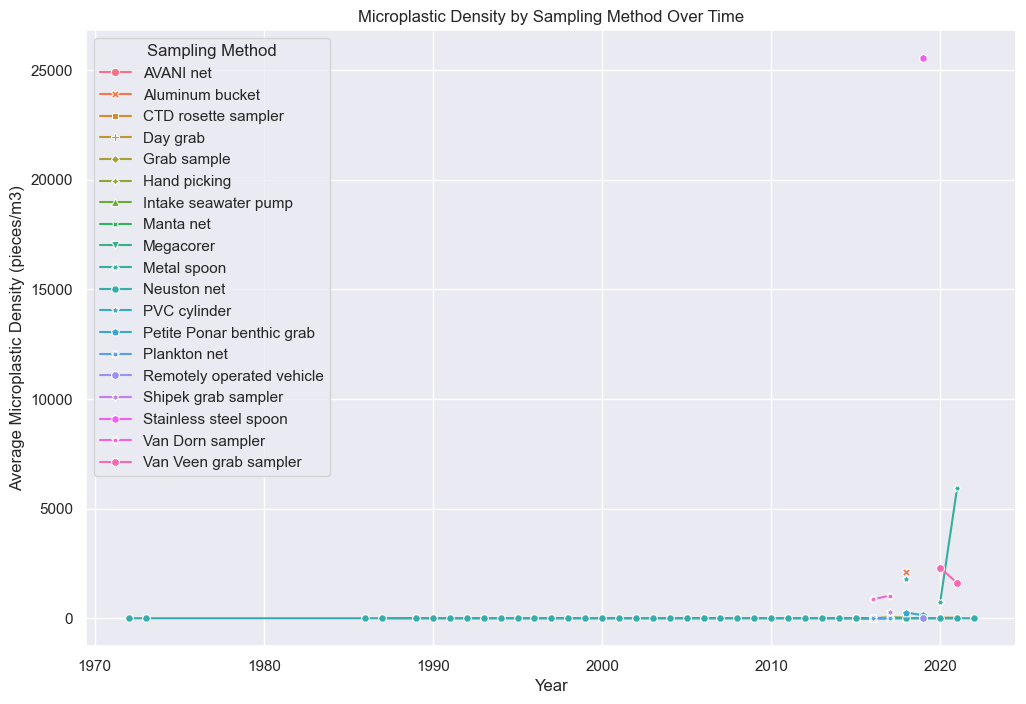 Microplastic Density by Sampling Method Over Time
Average Microplastic Density (pieces/m3)
25000
20000
15000
10000
5000
0
Sampling Method
AVANI net
Aluminum bucket
CTD rosette sampler
Day grab
Grab sample
Hand picking
Intake seawater pump
Manta net
Megacorer
Metal spoon
Neuston net
PVC cylinder
Petite Ponar benthic grab
Plankton net
Remotely operated vehicle
Shipek grab sampler
Stainless steel spoon
Van Dorn sampler
Van Veen grab sampler
1970 1980 1990 2000 2010 2020
Year